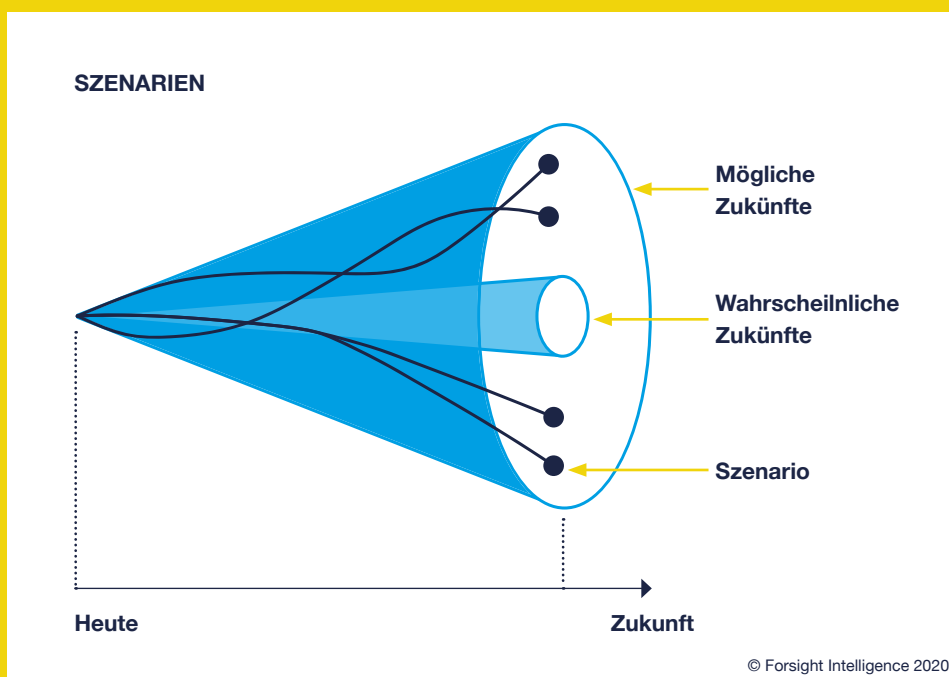 SZENARIEN
Mögliche
Zukünfte
Wahrscheilnliche
Zukünfte
Szenario
Heute
Zukunft
© Forsight Intelligence 2020